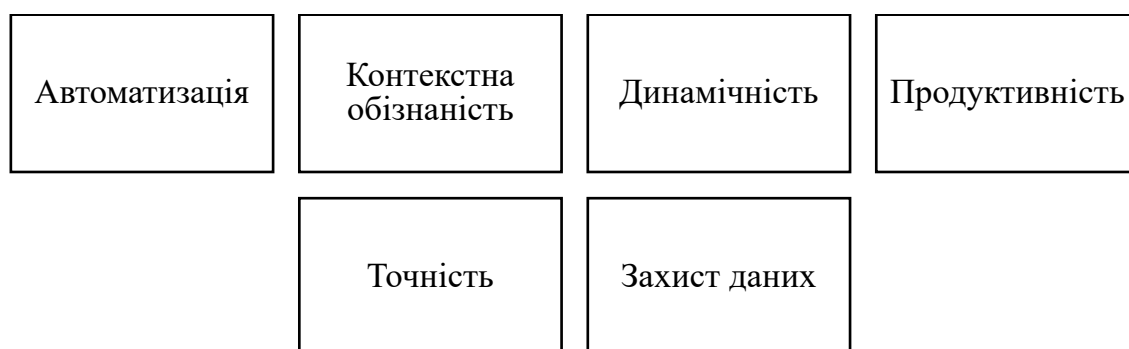 Автоматизація
Контекстна
обізнаність
Динамічність
Продуктивність
Точність
Захист даних